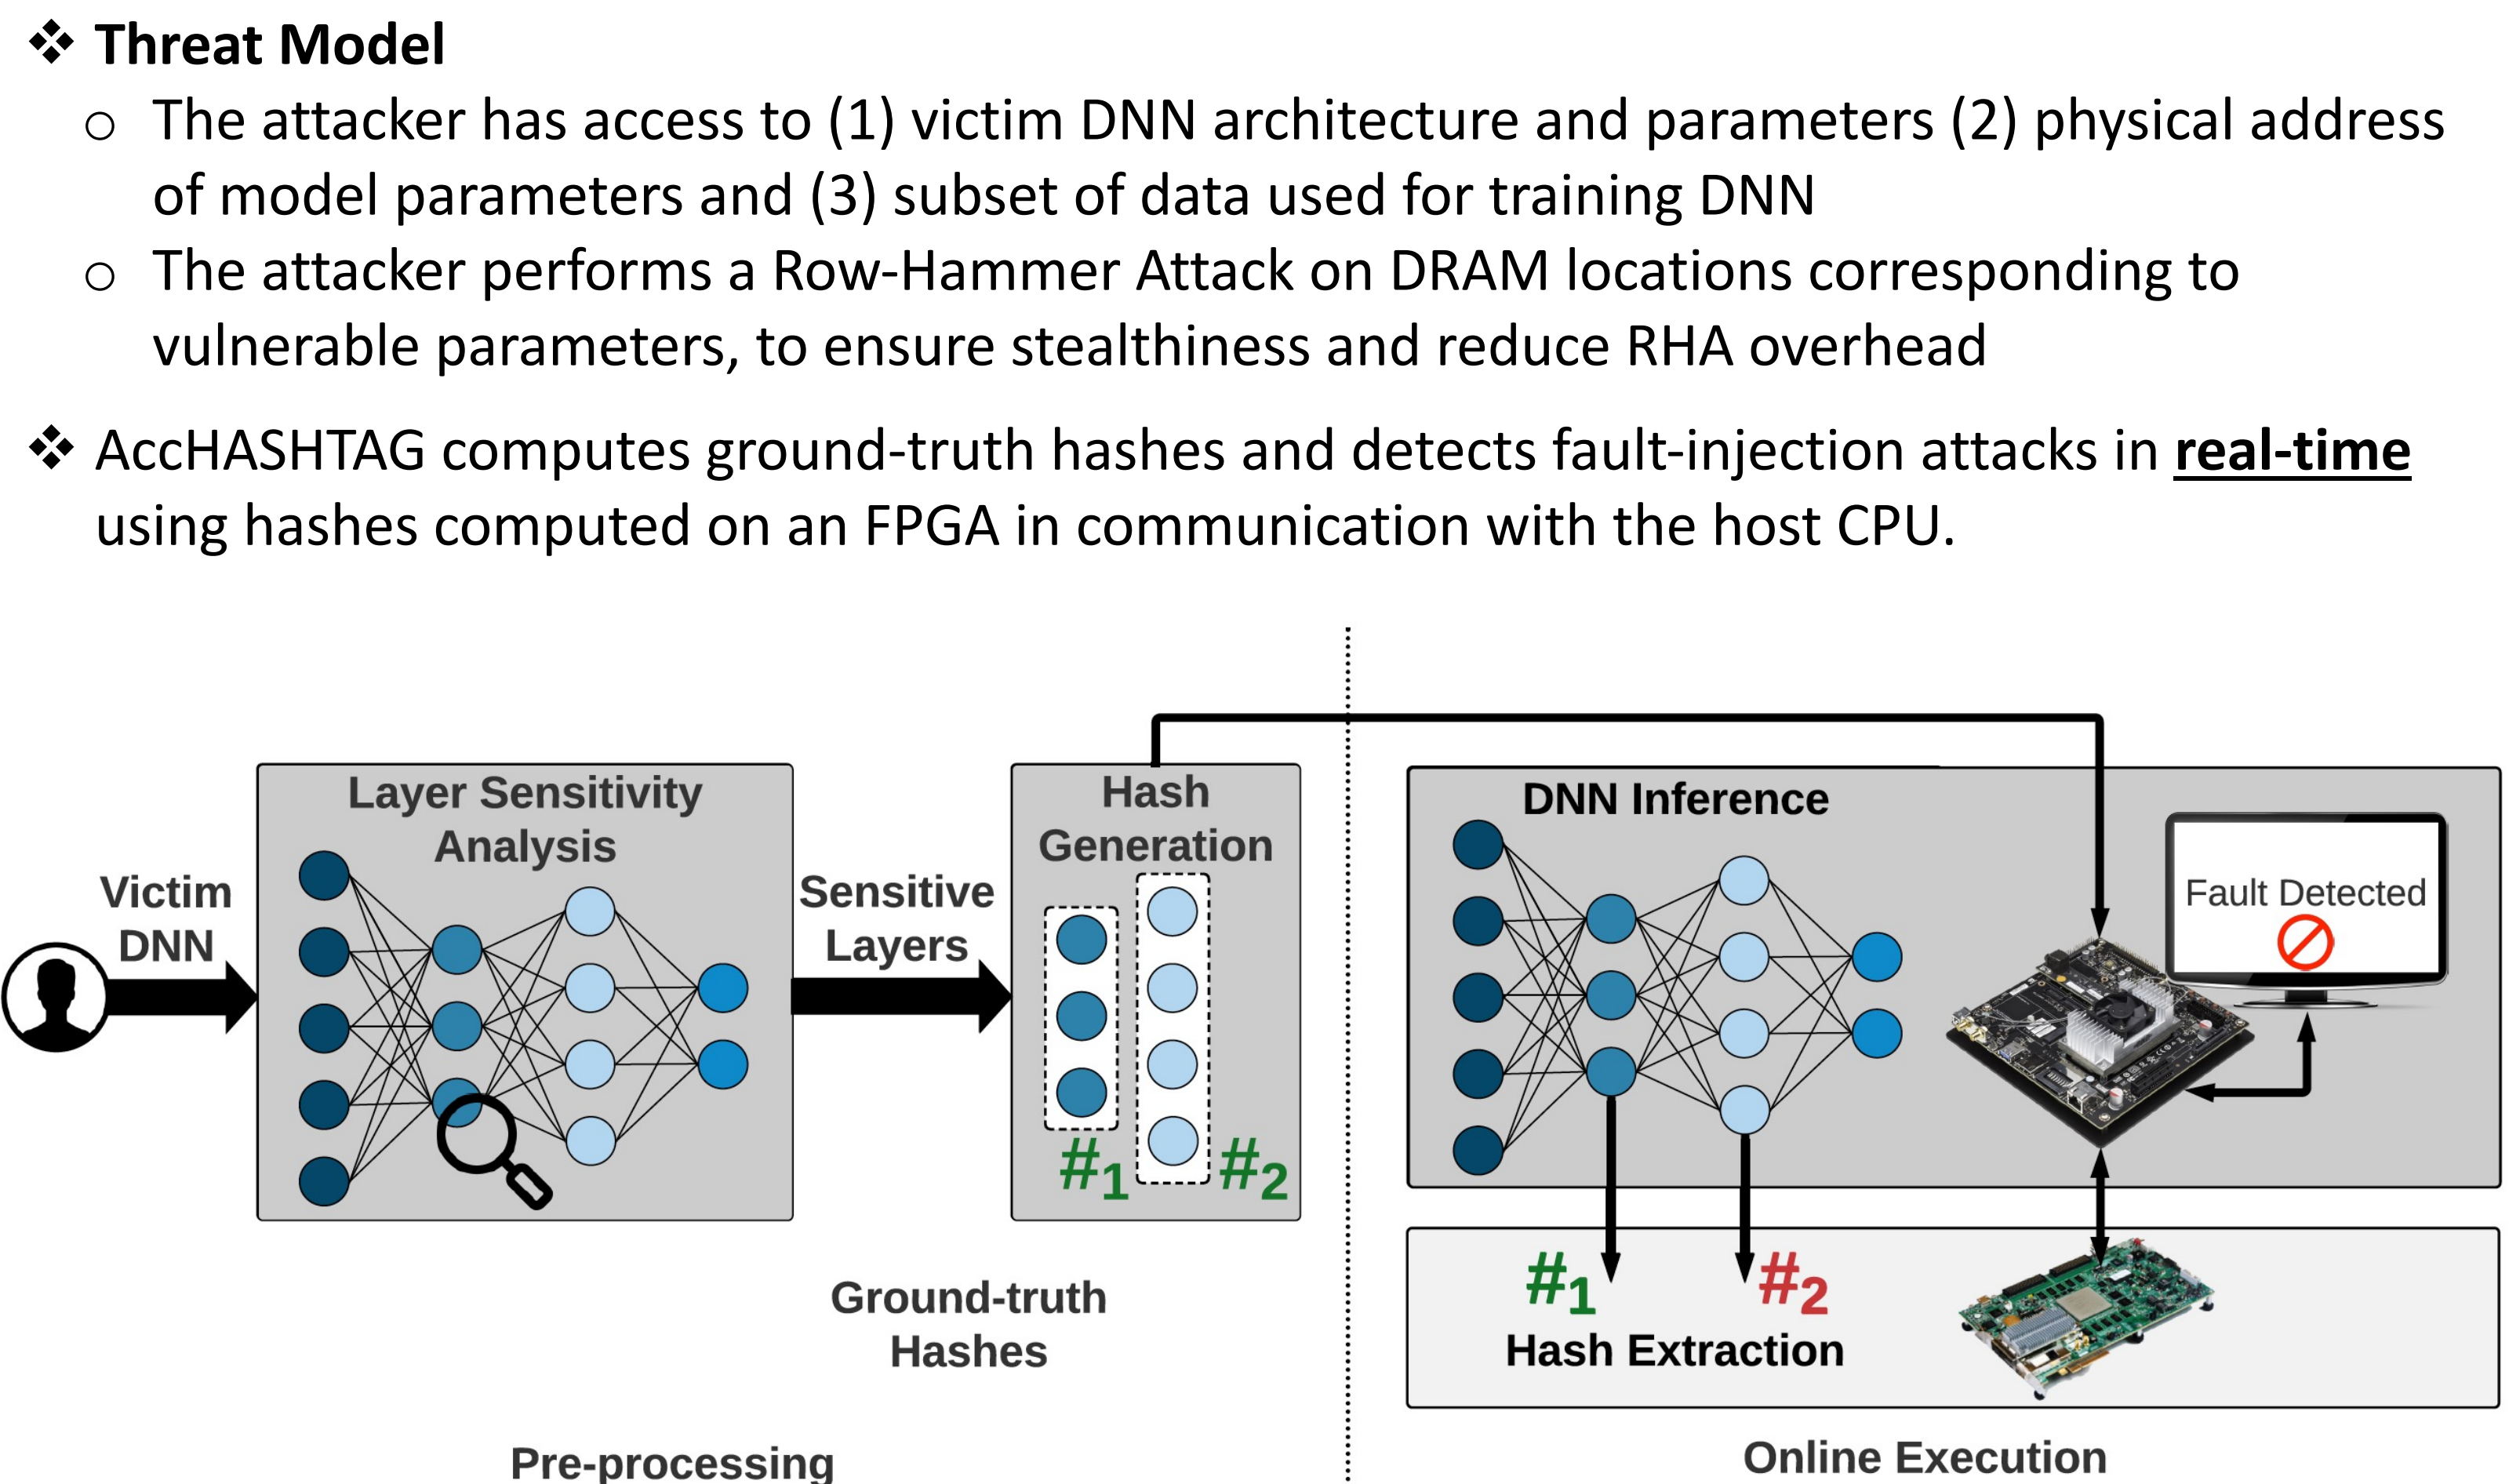 ❖ Threat Model
○ The attacker has access to (1) victim DNN architecture and parameters (2) physical address
of model parameters and (3) subset of data used for training DNN
○ The attacker performs a Row-Hammer Attack on DRAM locations corresponding to
vulnerable parameters, to ensure stealthiness and reduce RHA overhead
❖ AccHASHTAG computes ground-truth hashes and detects fault-injection attacks in real-time
using hashes computed on an FPGA in communication with the host CPU.
Victim
DNN
Layer Sensitivity
Analysis
Sensitive
Layers
Hash
Generation
#1
#2
Ground-truth
Hashes
Pre-processing
DNN Inference
Fault Detected
#1
#2
Hash Extraction
Online Execution